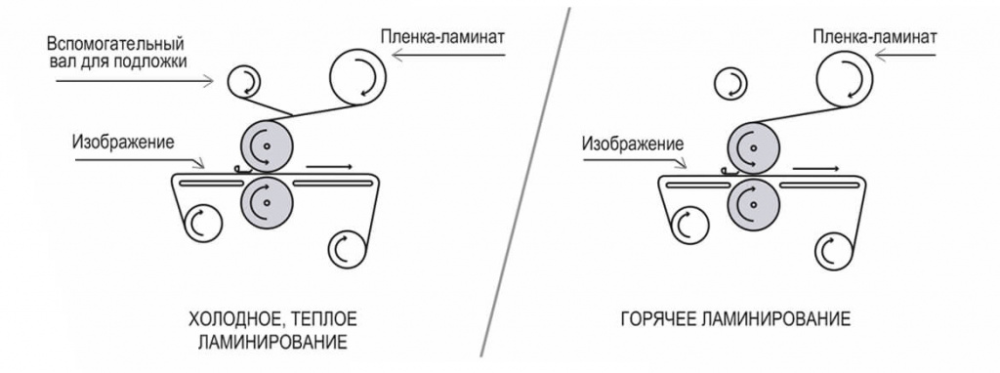 Вспомогательный
вал для подложки
Пленка-ламинат
Изображение
ХОЛОДНОЕ, ТЕПЛОЕ
ЛАМИНИРОВАНИЕ
Пленка-ламинат
Изображение
ГОРЯЧЕЕ ЛАМИНИРОВАНИЕ